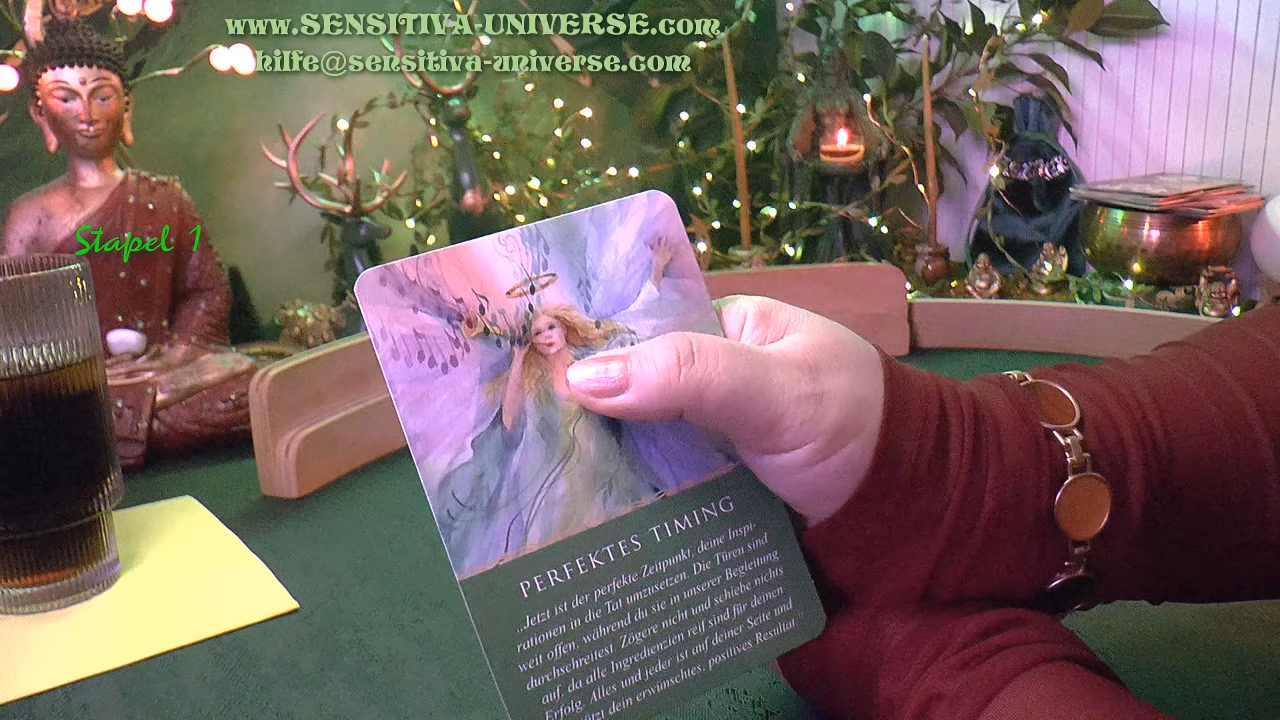 www.SENSITIVA-UNIVERSE.com
hilfe@sensitiva-universe.com
Stapel 1
PERFEKTES TIMING
„Jetzt ist der perfekte Zeitpunkt, deine Inspi-
rationen in die Tat umzusetzen. Die Türen sind
weit offen, während du sie in unserer Begleitung
durchschreitest. Zögere nicht und schiebe nichts
auf, da alle Ingredienzien reif sind für deinen
Erfolg. Alles und jeder ist auf deiner Seite und
dein erwünschtes, positives Resultat.“